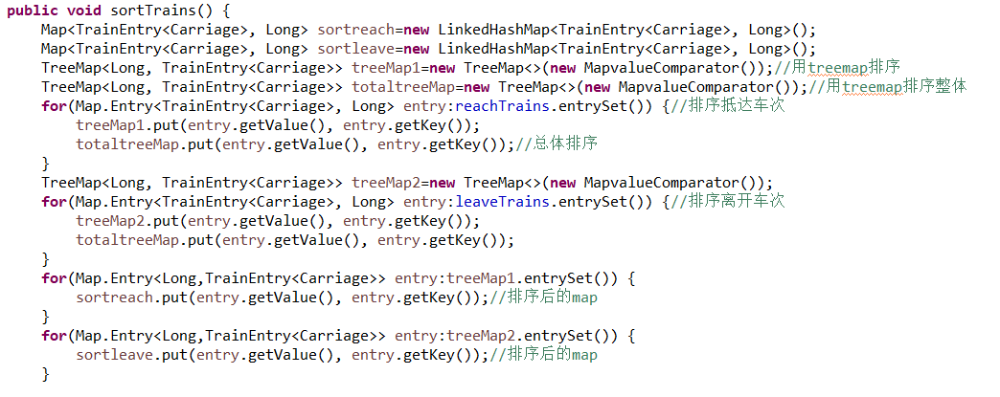 public void sortTrains() {
    Map<TrainEntry<Carriage>, Long> sortreach=new LinkedHashMap<TrainEntry<Carriage>, Long>();
    Map<TrainEntry<Carriage>, Long> sortleave=new LinkedHashMap<TrainEntry<Carriage>, Long>();
    TreeMap<Long, TrainEntry<Carriage>> treeMap1=new TreeMap<>(new MapvalueComparator());//用treemap排序
    TreeMap<Long, TrainEntry<Carriage>> totaltreeMap=new TreeMap<>(new MapvalueComparator());//用treemap排序整体
    for(Map.Entry<TrainEntry<Carriage>, Long> entry:reachTrains.entrySet()) {//排序抵达车次
        treeMap1.put(entry.getValue(), entry.getKey());
        totaltreeMap.put(entry.getValue(), entry.getKey());//总体排序
    }
    TreeMap<Long, TrainEntry<Carriage>> treeMap2=new TreeMap<>(new MapvalueComparator());
    for(Map.Entry<TrainEntry<Carriage>, Long> entry:leaveTrains.entrySet()) {//排序离开车次
        treeMap2.put(entry.getValue(), entry.getKey());
        totaltreeMap.put(entry.getValue(), entry.getKey());
    }
    for(Map.Entry<Long,TrainEntry<Carriage>> entry:treeMap1.entrySet()) {
        sortreach.put(entry.getValue(), entry.getKey());//排序后的map
    }
    for(Map.Entry<Long,TrainEntry<Carriage>> entry:treeMap2.entrySet()) {
        sortleave.put(entry.getValue(), entry.getKey());//排序后的map
    }